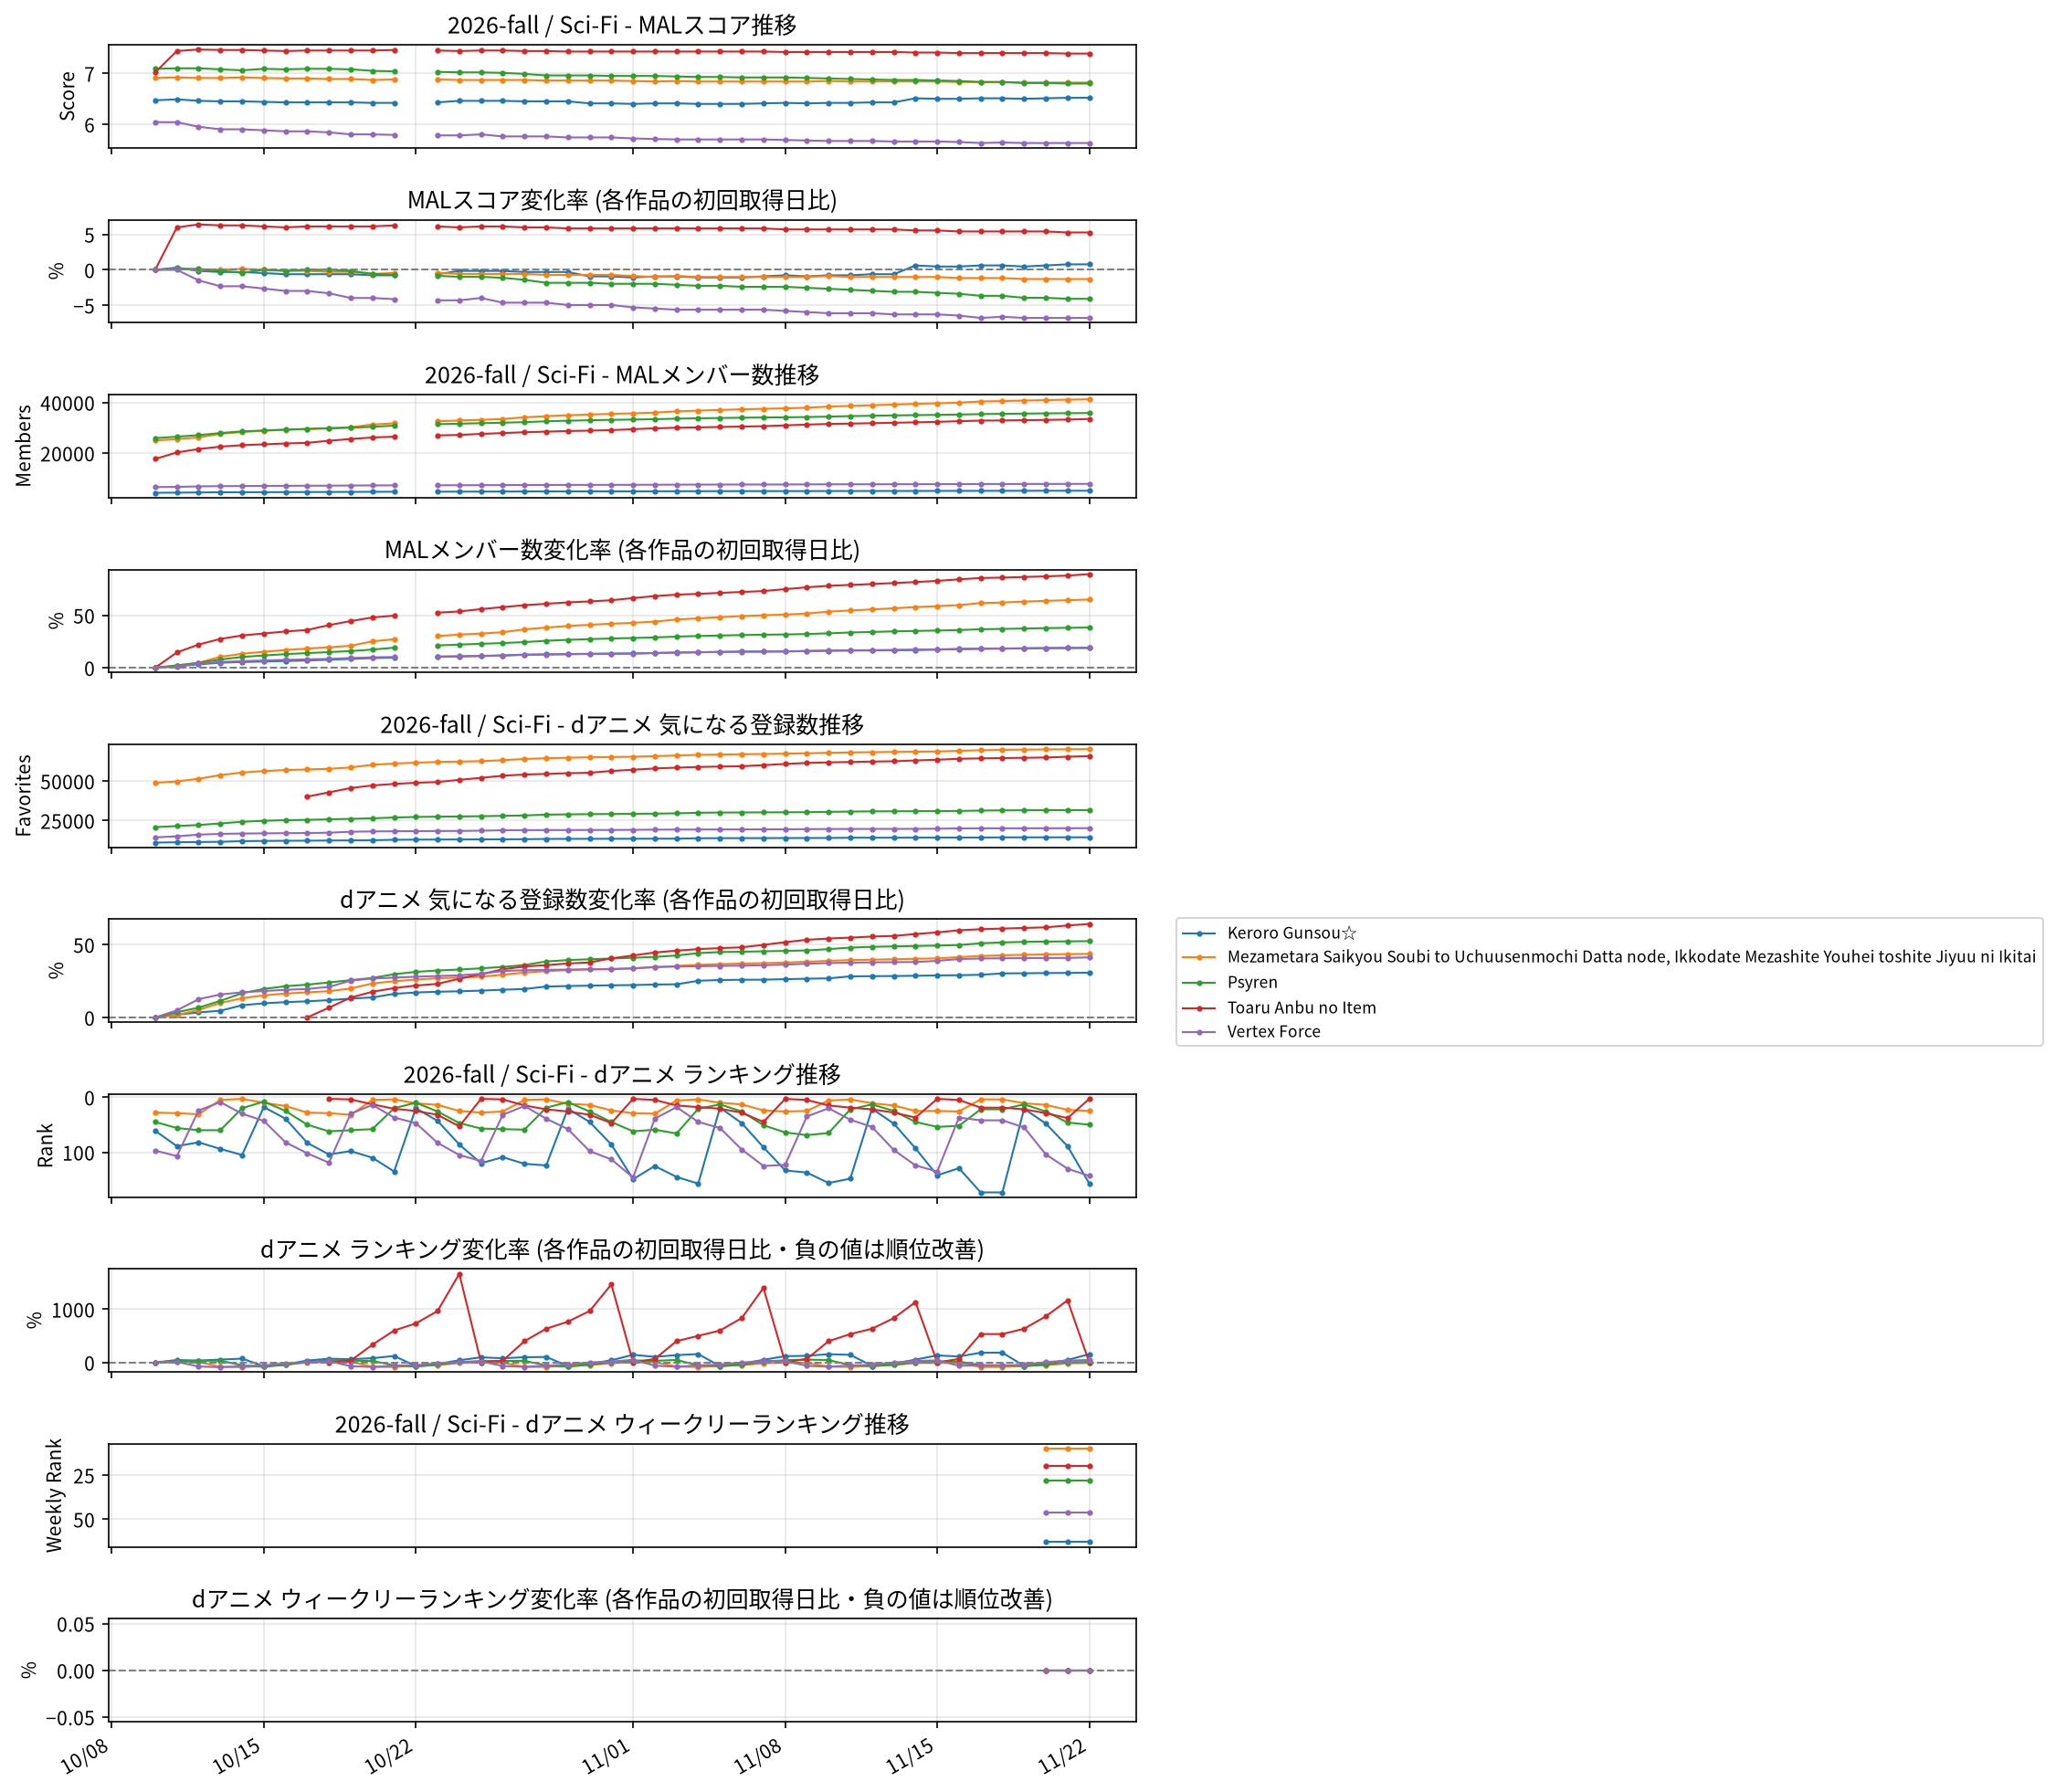 2026-fall / Sci-Fi - MALスコア推移
Score
7
6
MALスコア変化率 (各作品の初回取得日比)
%
5
0
−5
2026-fall / Sci-Fi - MALメンバー数推移
Members
40000
20000
MALメンバー数変化率 (各作品の初回取得日比)
%
50
0
2026-fall / Sci-Fi - dアニメ 気になる登録数推移
Favorites
50000
25000
dアニメ 気になる登録数変化率 (各作品の初回取得日比)
%
50
0
Keroro Gunsou☆
Mezametara Saikyou Soubi to Uchuusenmochi Datta node, Ikkodate Mezashite Youhei toshite Jiyuu ni Ikitai
Psyren
Toaru Anbu no Item
Vertex Force
2026-fall / Sci-Fi - dアニメ ランキング推移
Rank
0
100
dアニメ ランキング変化率 (各作品の初回取得日比・負の値は順位改善)
%
1000
0
2026-fall / Sci-Fi - dアニメ ウィークリーランキング推移
Weekly Rank
25
50
dアニメ ウィークリーランキング変化率 (各作品の初回取得日比・負の値は順位改善)
%
0.05
0.00
−0.05
10/08
10/15
10/22
11/01
11/08
11/15
11/22